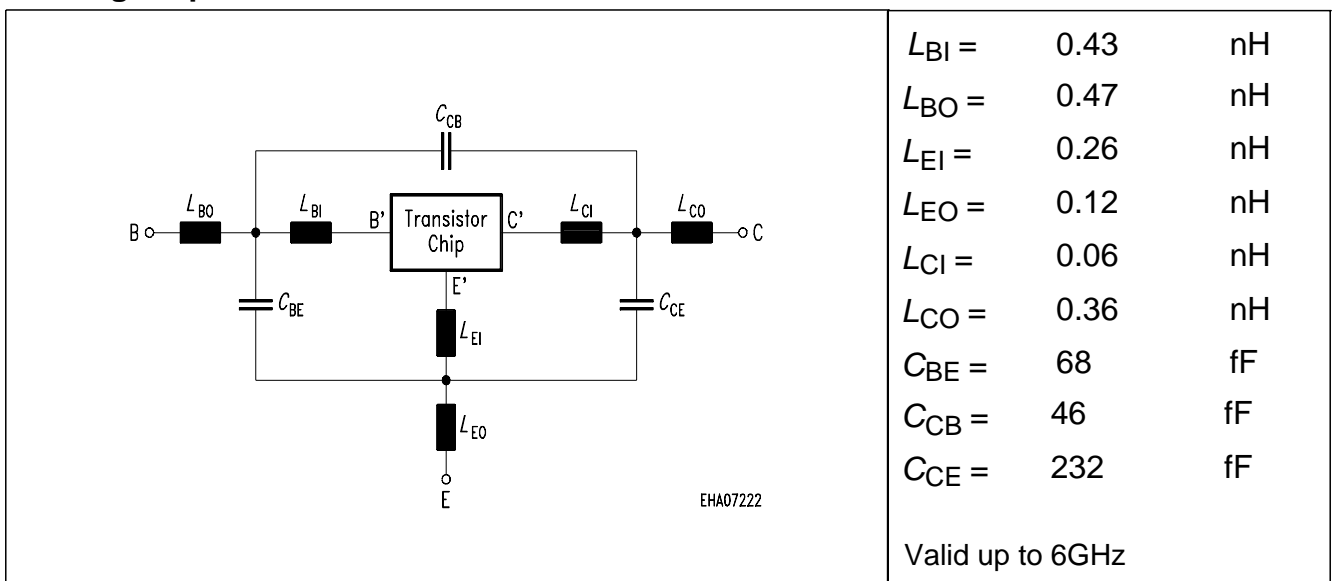 C_CB
L_BO
L_BI
B'
Transistor
Chip
C'
L_CI
L_CO
B
C
E'
C_BE
C_CE
L_EI
L_EO
E
EHA07222
L_BI = 0.43 nH
L_BO = 0.47 nH
L_EI = 0.26 nH
L_EO = 0.12 nH
L_CI = 0.06 nH
L_CO = 0.36 nH
C_BE = 68 fF
C_CB = 46 fF
C_CE = 232 fF
Valid up to 6GHz